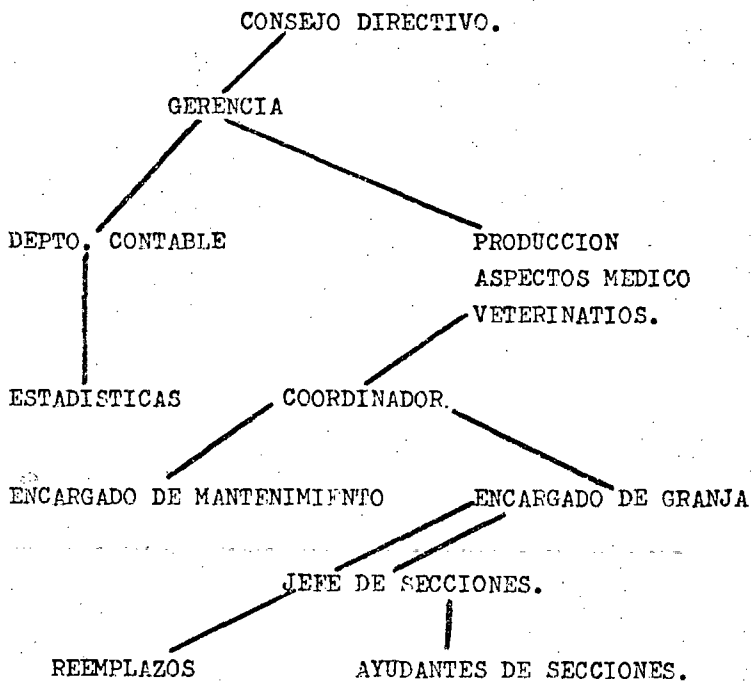 CONSEJO DIRECTIVO.
GERENCIA
DEPTO. CONTABLE
PRODUCCION
ASPECTOS MEDICO
VETERINATIOS.
ESTADISTICAS
COORDINADOR.
ENCARGADO DE MANTENIMIENTO
ENCARGADO DE GRANJA
JEFE DE SECCIONES.
REEMPLAZOS
AYUDANTES DE SECCIONES.